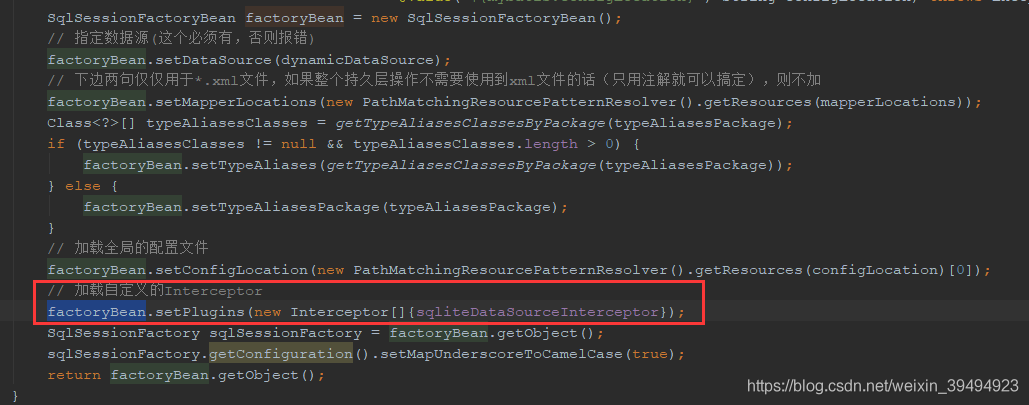 SqlSessionFactoryBean factoryBean = new SqlSessionFactoryBean();
// 指定数据源(这个必须有，否则报错)
factoryBean.setDataSource(dynamicDataSource);
// 下边两句仅仅用于*.xml文件，如果整个持久层操作不需要使用到xml文件的话（只用注解就可以搞定），则不加
factoryBean.setMapperLocations(new PathMatchingResourcePatternResolver().getResources(mapperLocations));
Class<?>[] typeAliasesClasses = getTypeAliasesClassesByPackage(typeAliasesPackage);
if (typeAliasesClasses != null && typeAliasesClasses.length > 0) {
factoryBean.setTypeAliases(getTypeAliasesClassesByPackage(typeAliasesPackage));
} else {
factoryBean.setTypeAliasesPackage(typeAliasesPackage);
}
// 加载全局的配置文件
factoryBean.setConfigLocation(new PathMatchingResourcePatternResolver().getResources(configLocation)[0]);
// 加载自定义的Interceptor
factoryBean.setPlugins(new Interceptor[]{sqliteDataSourceInterceptor});
SqlSessionFactory sqlSessionFactory = factoryBean.getObject();
sqlSessionFactory.getConfiguration().setMapUnderscoreToCamelCase(true);
return factoryBean.getObject();
}
https://blog.csdn.net/weixin_39494923